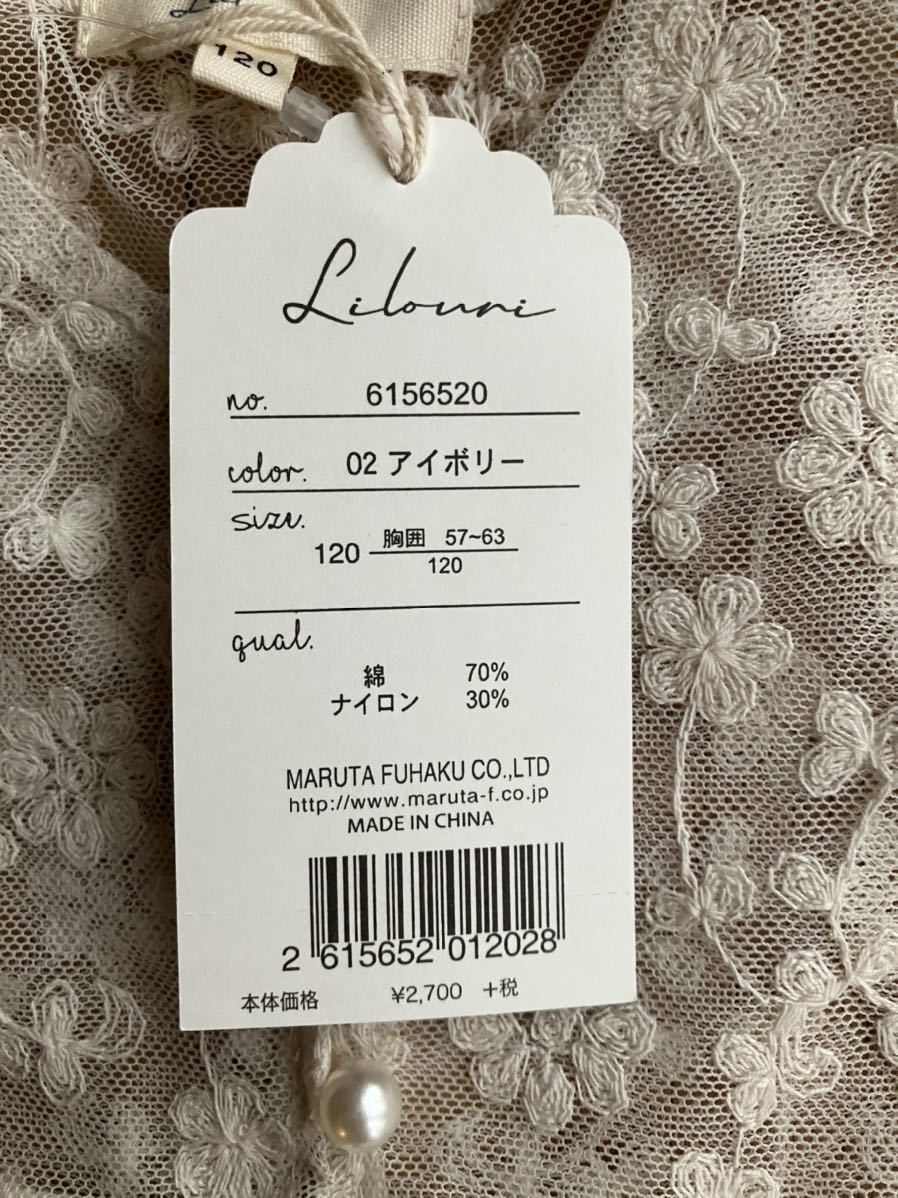 120
Lilouri
no. 6156520
color. 02 アイボリー
size.
120 胸囲 57~63
120
qual.
綿 70%
ナイロン 30%
MARUTA FUHAKU CO.,LTD
http://www.maruta-f.co.jp
MADE IN CHINA
2 615652 012028
本体価格 ¥2,700 +税